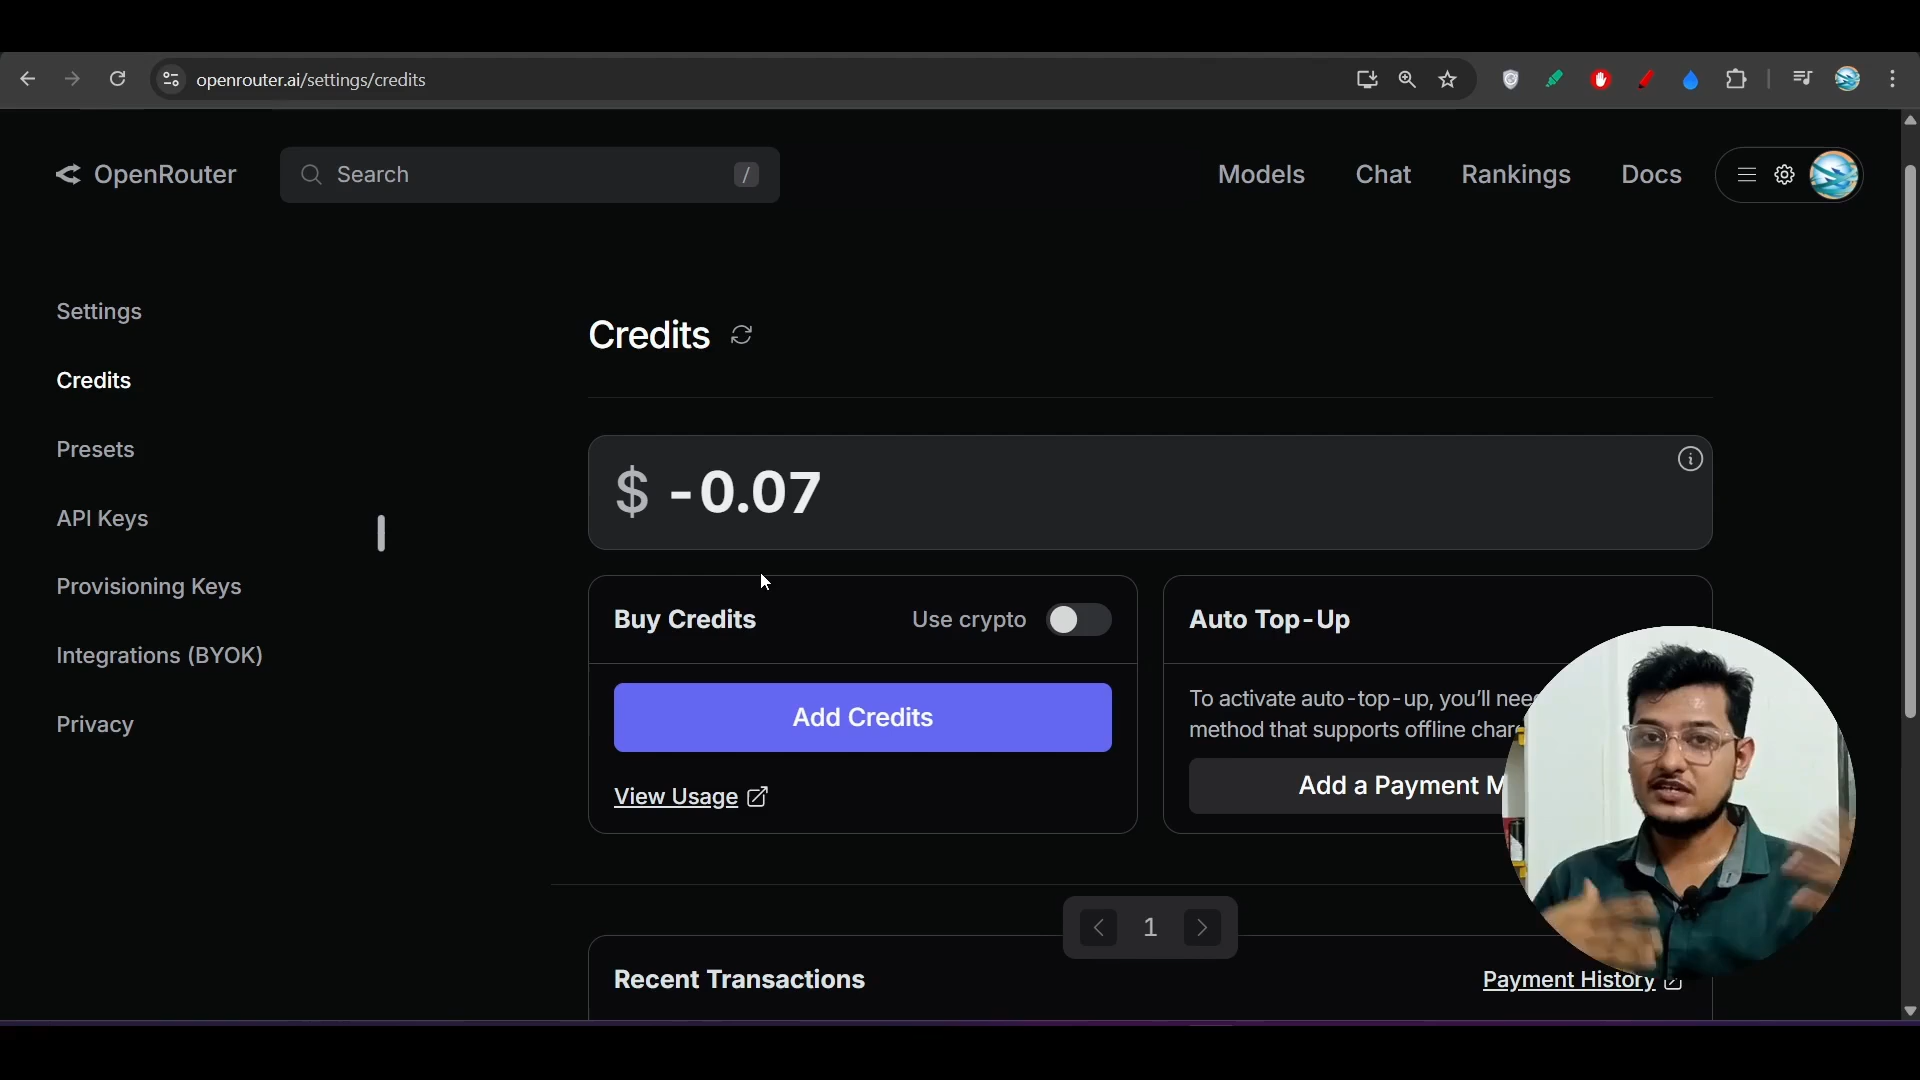 openrouter.ai/settings/credits
OpenRouter
Search
/
Models
Chat
Rankings
Docs
Settings
Credits
Presets
API Keys
Provisioning Keys
Integrations (BYOK)
Privacy
Credits
$ -0.07
Buy Credits
Use crypto
Add Credits
View Usage
Auto Top-Up
To activate auto-top-up, you'll
method that supports offline
Add a Payment
1
Recent Transactions
Payment History